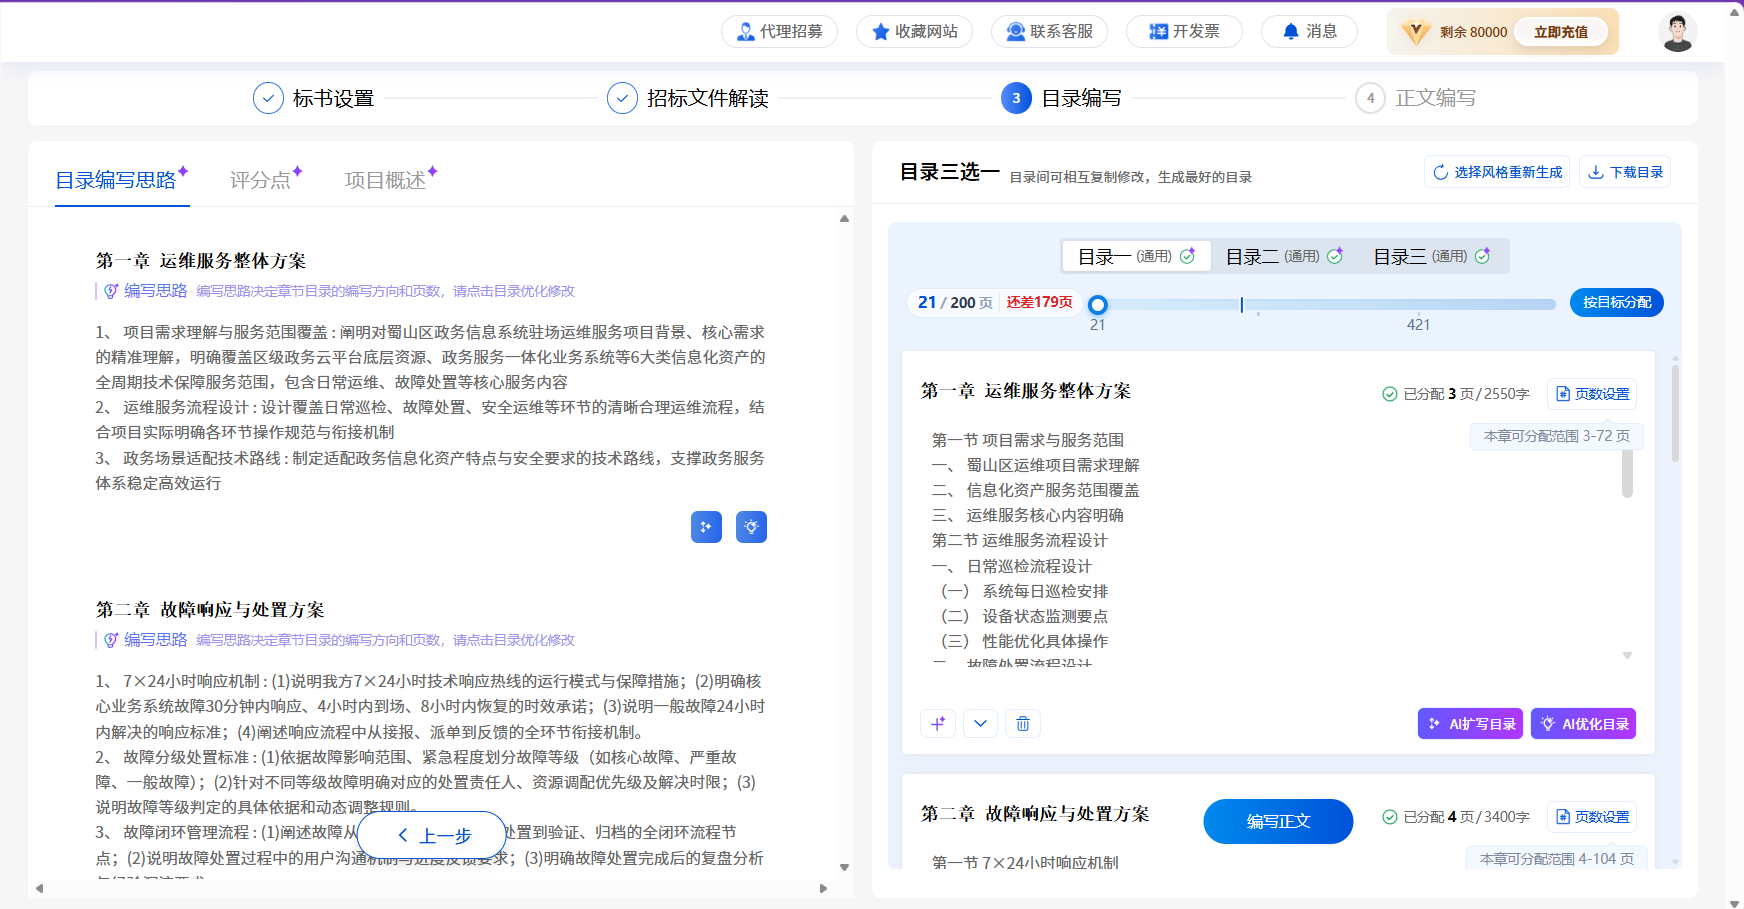 代理招募
收藏网站
联系客服
开发票
消息
剩余 80000
立即充值
标书设置
招标文件解读
3 目录编写
4 正文编写
目录编写思路
评分点
项目概述
第一章 运维服务整体方案
编写思路 编写思路决定章节目录的编写方向和页数，请点击目录优化修改
1、 项目需求理解与服务范围覆盖：阐明对蜀山区政务信息系统驻场运维服务项目背景、核心需求
的精准理解，明确覆盖区级政务云平台底层资源、政务服务一体化业务系统等6大类信息化资产的
全周期技术保障服务范围，包含日常运维、故障处置等核心服务内容
2、 运维服务流程设计：设计覆盖日常巡检、故障处置、安全运维等环节的清晰合理运维流程，结
合项目实际明确各环节操作规范与衔接机制
3、 政务场景适配技术路线：制定适配政务信息化资产特点与安全要求的技术路线，支撑政务服务
体系稳定高效运行
第二章 故障响应与处置方案
编写思路 编写思路决定章节目录的编写方向和页数，请点击目录优化修改
1、 7×24小时响应机制：(1)说明我方7×24小时技术响应热线的运行模式与保障措施；(2)明确核
心业务系统故障30分钟内响应、4小时内到场、8小时内恢复的时效承诺；(3)说明一般故障24小时
内解决的响应标准；(4)阐述响应流程中从接报、派单到反馈的全环节衔接机制。
2、 故障分级处置标准：(1)依据故障影响范围、紧急程度划分故障等级（如核心故障、严重故
障、一般故障）；(2)针对不同等级故障明确对应的处置责任人、资源调配优先级及解决时限；(3)
说明故障等级判定的具体依据和动态调整规则。
3、 故障闭环管理流程：(1)阐述故障从 处置到验证、归档的全闭环流程节
点；(2)说明故障处置过程中的用户沟通机制与进度反馈要求；(3)明确故障处置完成后的复盘分析
上一步
目录三选一 目录间可相互复制修改，生成最好的目录
选择风格重新生成
下载目录
目录一 (通用)
目录二 (通用)
目录三 (通用)
21 / 200 页 还差179页
21
421
按目标分配
第一章 运维服务整体方案
已分配 3 页/2550字
页数设置
本章可分配范围 3-72 页
第一节 项目需求与服务范围
一、 蜀山区运维项目需求理解
二、 信息化资产服务范围覆盖
三、 运维服务核心内容明确
第二节 运维服务流程设计
一、 日常巡检流程设计
（一） 系统每日巡检安排
（二） 设备状态监测要点
（三） 性能优化具体操作
二、 故障处置流程设计
AI扩写目录
AI优化目录
第二章 故障响应与处置方案
编写正文
已分配 4 页/3400字
页数设置
本章可分配范围 4-104 页
第一节 7×24小时响应机制